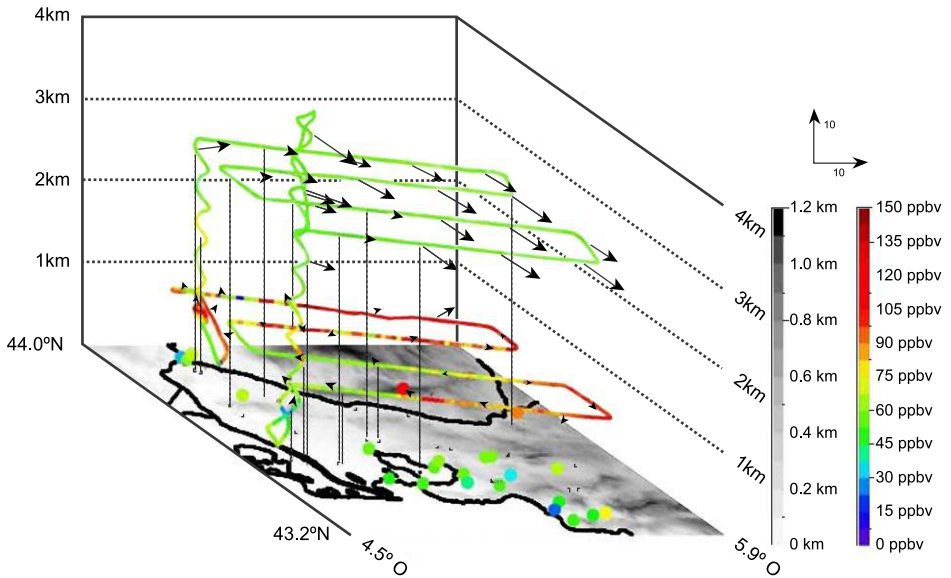 4km
3km
2km
1km
44.0ºN
43.2ºN
4.5º O
5.9º O
4km
3km
2km
1km
10
10
1.2 km
1.0 km
0.8 km
0.6 km
0.4 km
0.2 km
0 km
150 ppbv
135 ppbv
120 ppbv
105 ppbv
90 ppbv
75 ppbv
60 ppbv
45 ppbv
30 ppbv
15 ppbv
0 ppbv